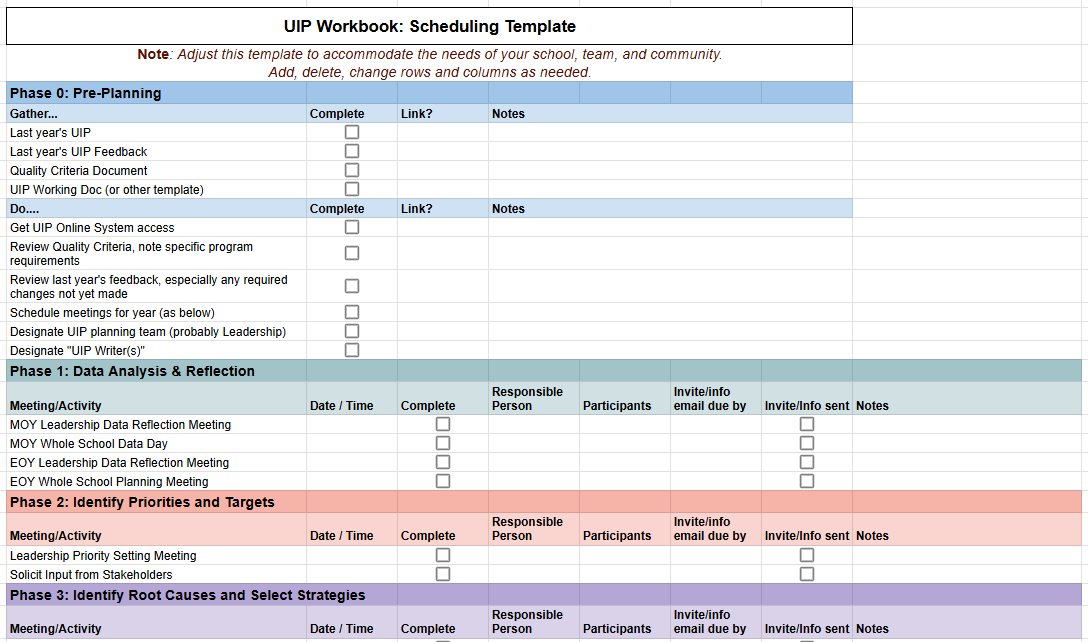 UIP Workbook: Scheduling Template
Note: Adjust this template to accommodate the needs of your school, team, and community.
Add, delete, change rows and columns as needed.
Phase 0: Pre-Planning
Gather... Complete Link? Notes
Last year's UIP
Last year's UIP Feedback
Quality Criteria Document
UIP Working Doc (or other template)
Do.... Complete Link? Notes
Get UIP Online System access
Review Quality Criteria, note specific program
requirements
Review last year's feedback, especially any required
changes not yet made
Schedule meetings for year (as below)
Designate UIP planning team (probably Leadership)
Designate "UIP Writer(s)"
Phase 1: Data Analysis & Reflection
Responsible Invite/info
Meeting/Activity Date / Time Complete Person Participants email due by Invite/Info sent Notes
MOY Leadership Data Reflection Meeting
MOY Whole School Data Day
EOY Leadership Data Reflection Meeting
EOY Whole School Planning Meeting
Phase 2: Identify Priorities and Targets
Responsible Invite/info
Meeting/Activity Date / Time Complete Person Participants email due by Invite/Info sent Notes
Leadership Priority Setting Meeting
Solicit Input from Stakeholders
Phase 3: Identify Root Causes and Select Strategies
Responsible Invite/info
Meeting/Activity Date / Time Complete Person Participants email due by Invite/Info sent Notes